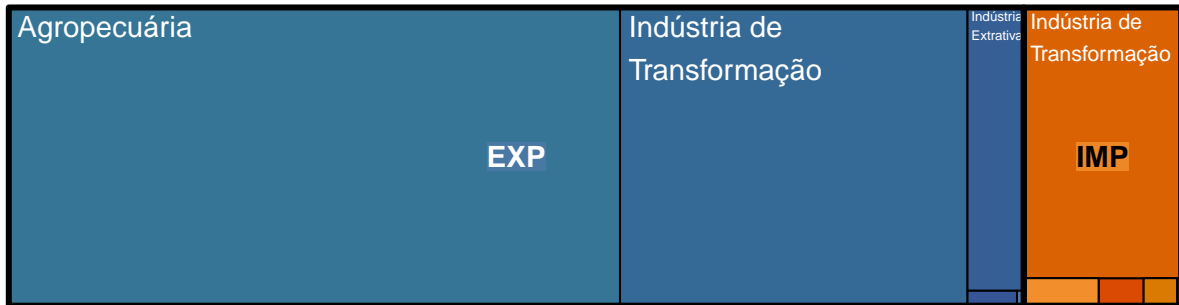 Agropecuária
Indústria de
Transformação
Indústria
Extrativa
Indústria de
Transformação
EXP
IMP